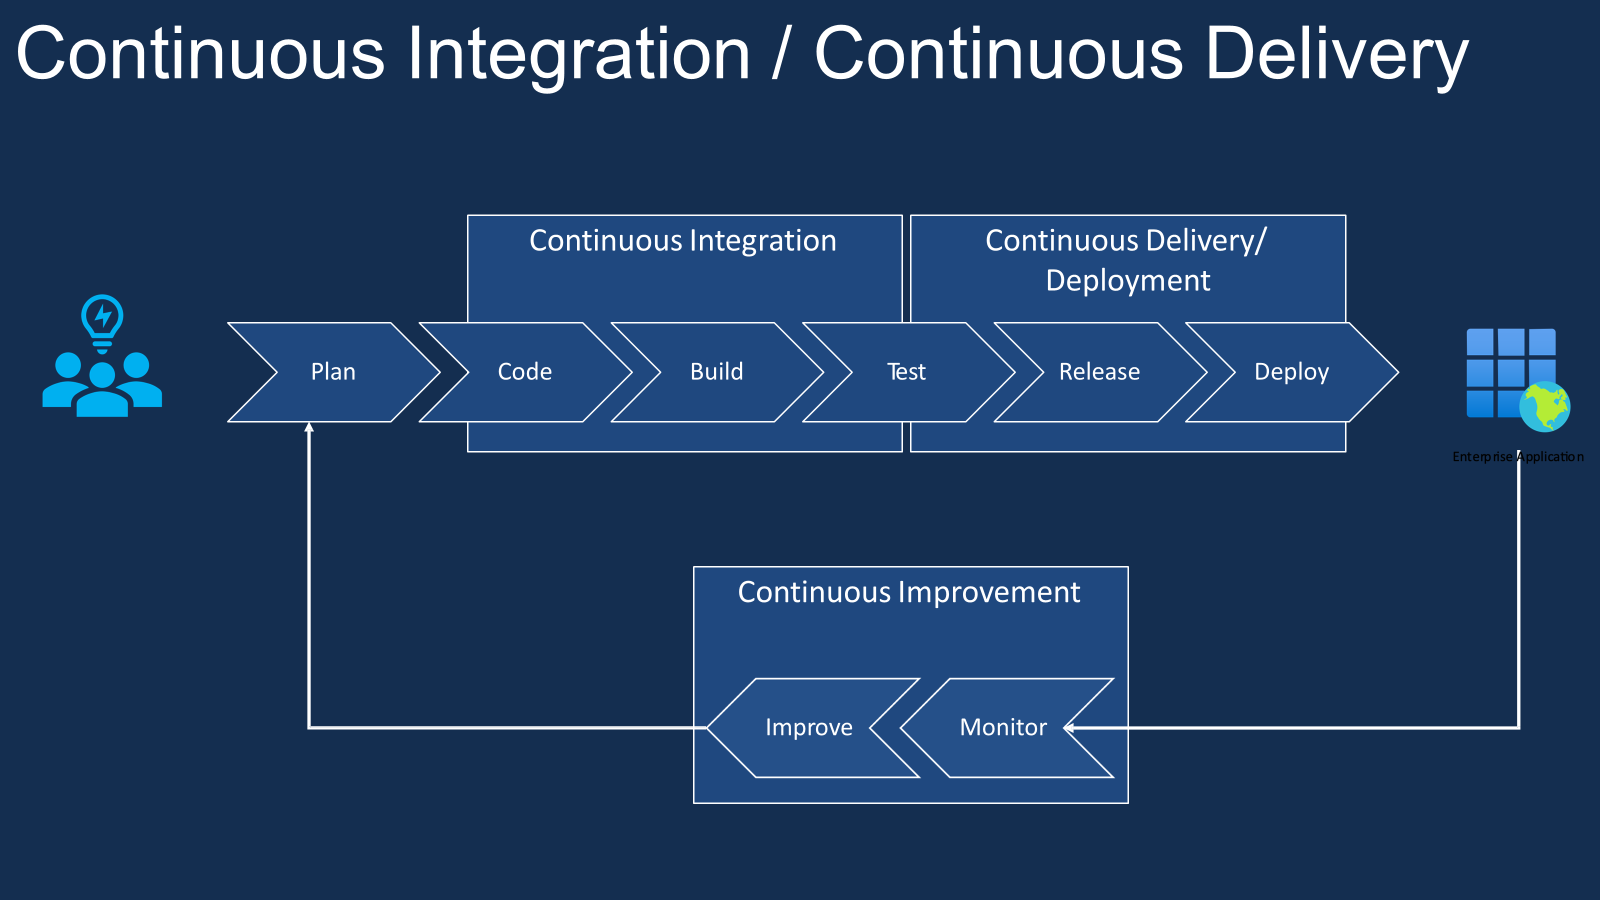 Continuous Integration / Continuous Delivery
Continuous Integration
Continuous Delivery/
Deployment
Plan
Code
Build
Test
Release
Deploy
Enterprise Application
Continuous Improvement
Improve
Monitor